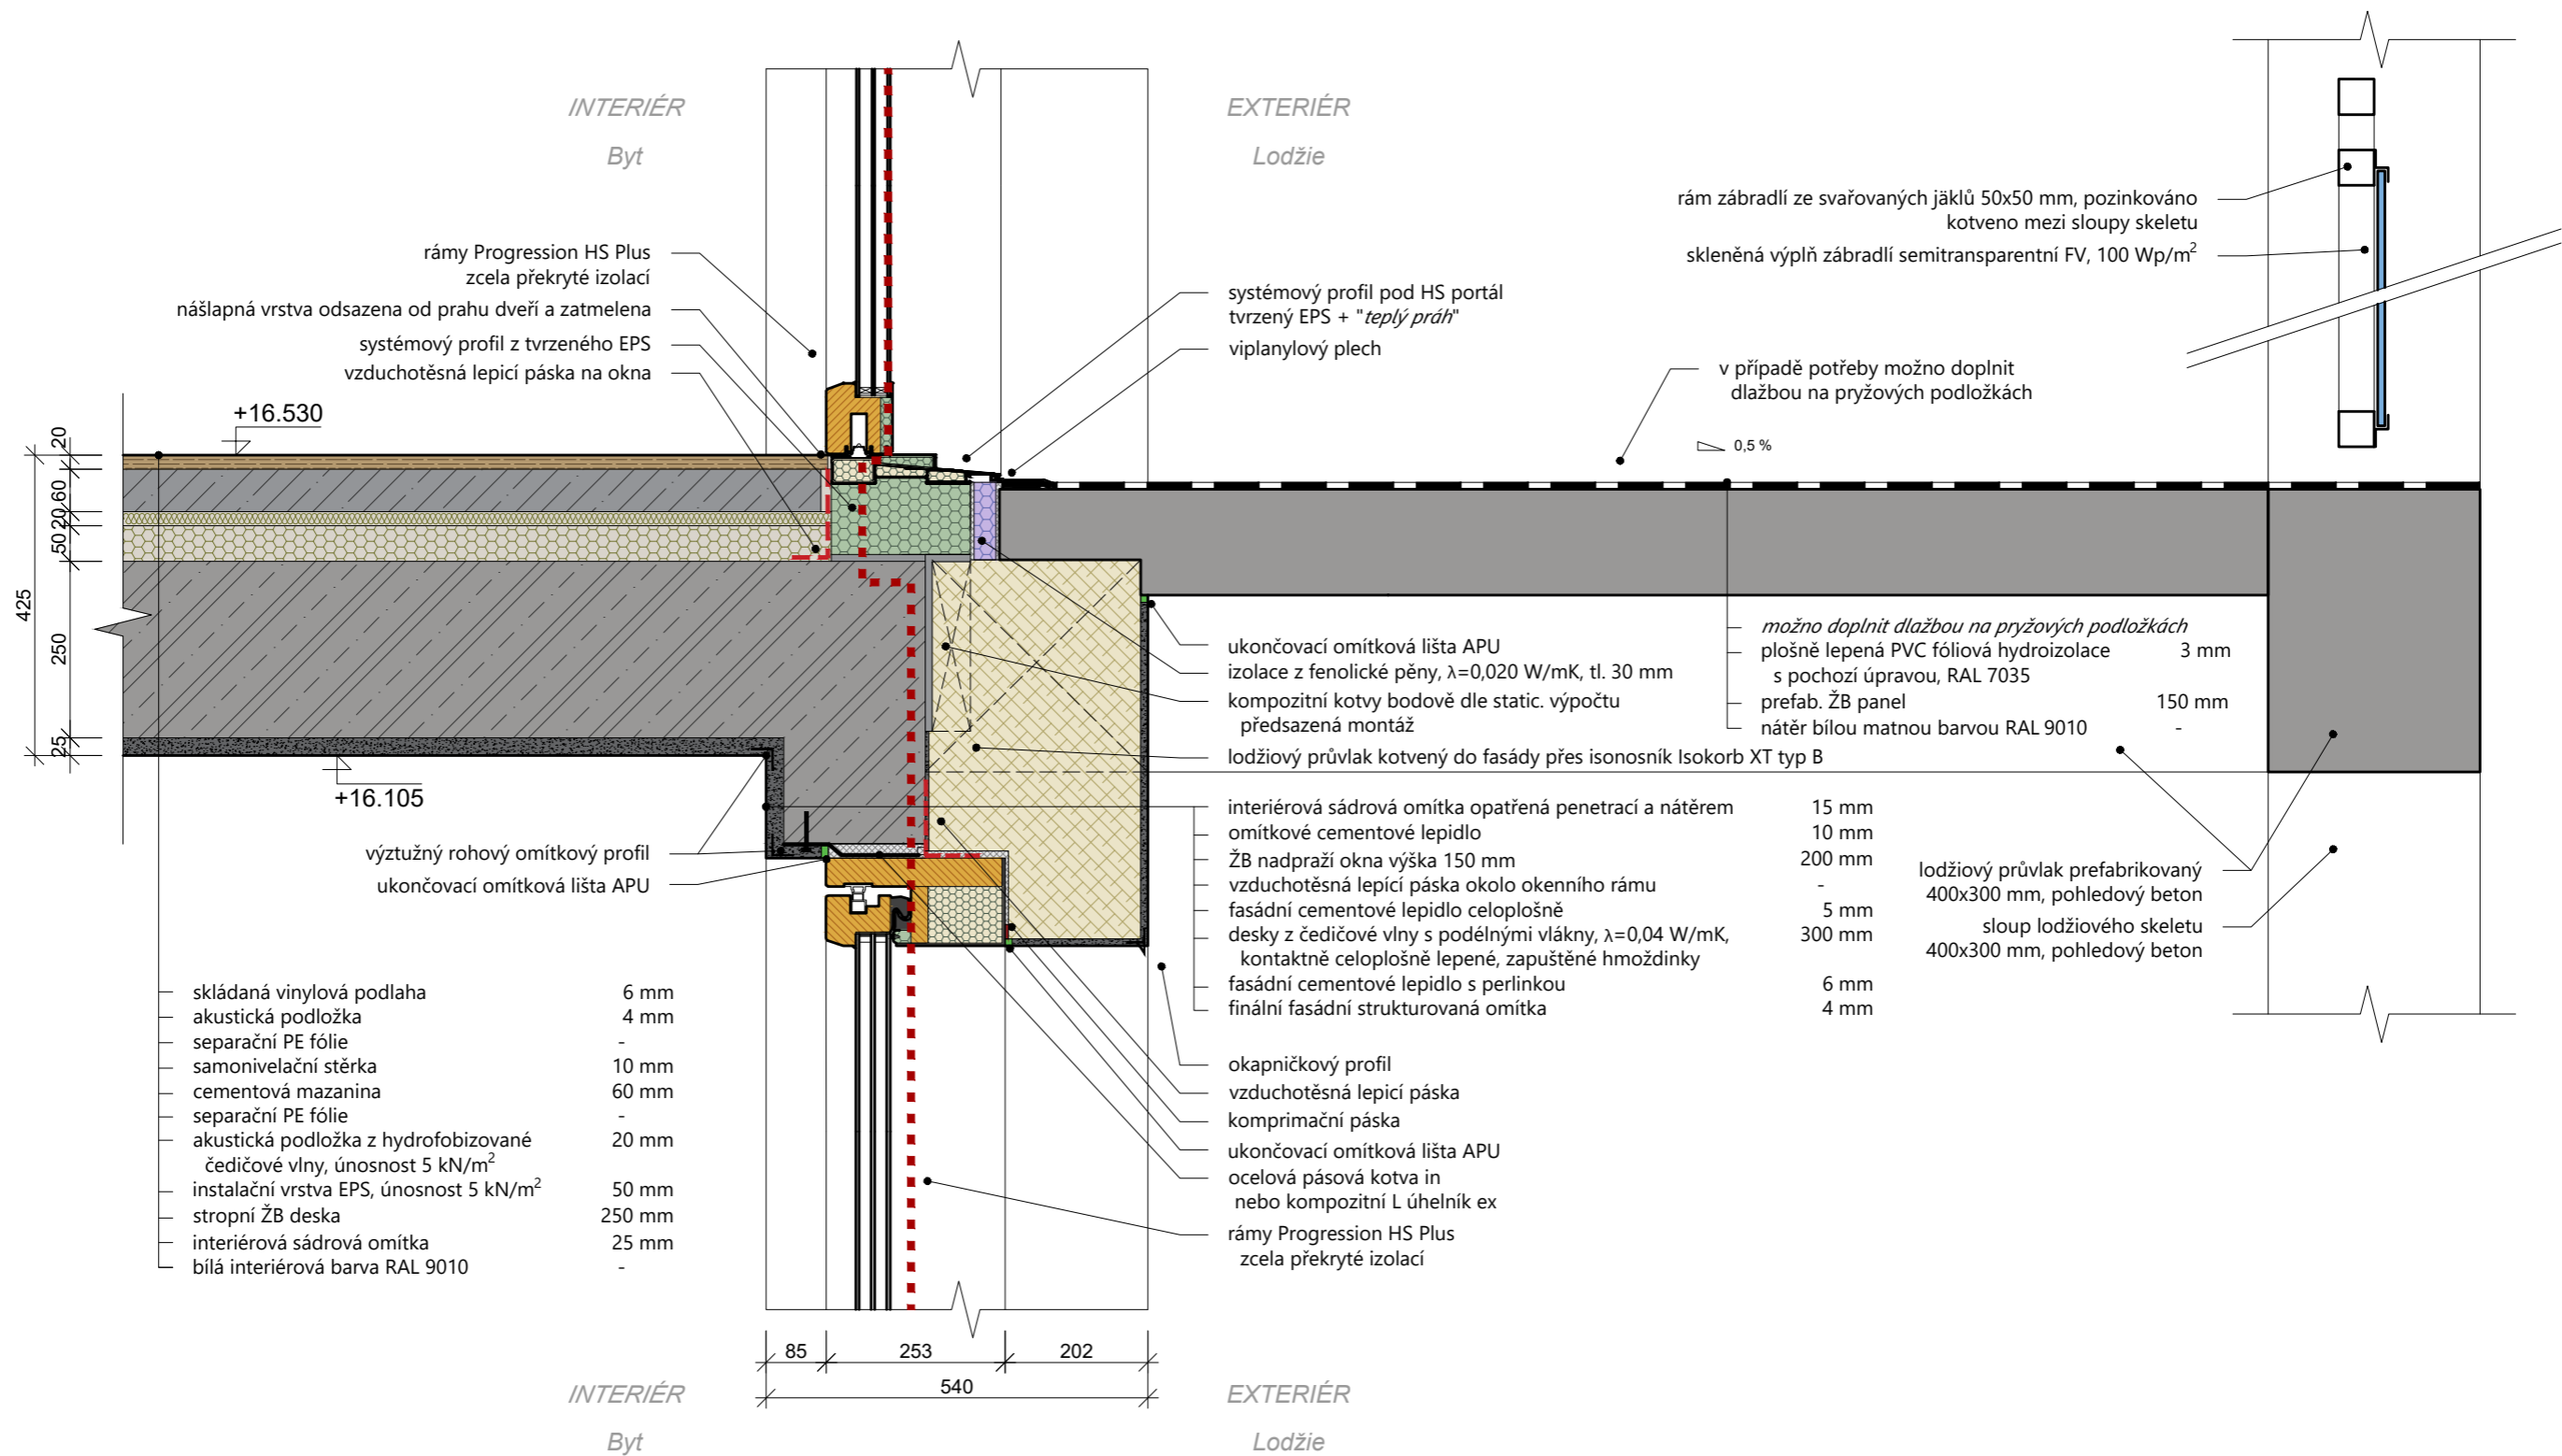 INTERIÉR
Byt
EXTERIÉR
Lodžie
rámy Progression HS Plus
zcela překryté izolací
nášlapná vrstva odsazena od prahu dveří a zatmelena
systémový profil z tvrzeného EPS
vzduchotěsná lepicí páska na okna
systémový profil pod HS portál
tvrzený EPS + "teplý práh"
viplanylový plech
rám zábradlí ze svařovaných jäklů 50x50 mm, pozinkováno
kotveno mezi sloupy skeletu
skleněná výplň zábradlí semitransparentní FV, 100 Wp/m²
v případě potřeby možno doplnit
dlažbou na pryžových podložkách
0,5 %
+16.530
20
60
20
50
250
25
425
+16.105
výztužný rohový omítkový profil
ukončovací omítková lišta APU
ukončovací omítková lišta APU
izolace z fenolické pěny, λ=0,020 W/mK, tl. 30 mm
kompozitní kotvy bodově dle static. výpočtu
předsazená montáž
lodžiový průvlak kotvený do fasády přes isonosník Isokorb XT typ B
možno doplnit dlažbou na pryžových podložkách
plošně lepená PVC fóliová hydroizolace 3 mm
s pochozí úpravou, RAL 7035
prefab. ŽB panel 150 mm
nátěr bílou matnou barvou RAL 9010 -
interiérová sádrová omítka opatřená penetrací a nátěrem 15 mm
omítkové cementové lepidlo 10 mm
ŽB nadpraží okna výška 150 mm 200 mm
vzduchotěsná lepící páska okolo okenního rámu -
fasádní cementové lepidlo celoplošně 5 mm
desky z čedičové vlny s podélnými vlákny, λ=0,04 W/mK, 300 mm
kontaktně celoplošně lepené, zapuštěné hmoždinky
fasádní cementové lepidlo s perlinkou 6 mm
finální fasádní strukturovaná omítka 4 mm
lodžiový průvlak prefabrikovaný
400x300 mm, pohledový beton
sloup lodžiového skeletu
400x300 mm, pohledový beton
skládaná vinylová podlaha 6 mm
akustická podložka 4 mm
separační PE fólie -
samonivelační stěrka 10 mm
cementová mazanina 60 mm
separační PE fólie -
akustická podložka z hydrofobizované 20 mm
čedičové vlny, únosnost 5 kN/m²
instalační vrstva EPS, únosnost 5 kN/m² 50 mm
stropní ŽB deska 250 mm
interiérová sádrová omítka 25 mm
bílá interiérová barva RAL 9010 -
okapničkový profil
vzduchotěsná lepicí páska
komprimační páska
ukončovací omítková lišta APU
ocelová pásová kotva in
nebo kompozitní L úhelník ex
rámy Progression HS Plus
zcela překryté izolací
85
253
202
540
INTERIÉR
Byt
EXTERIÉR
Lodžie